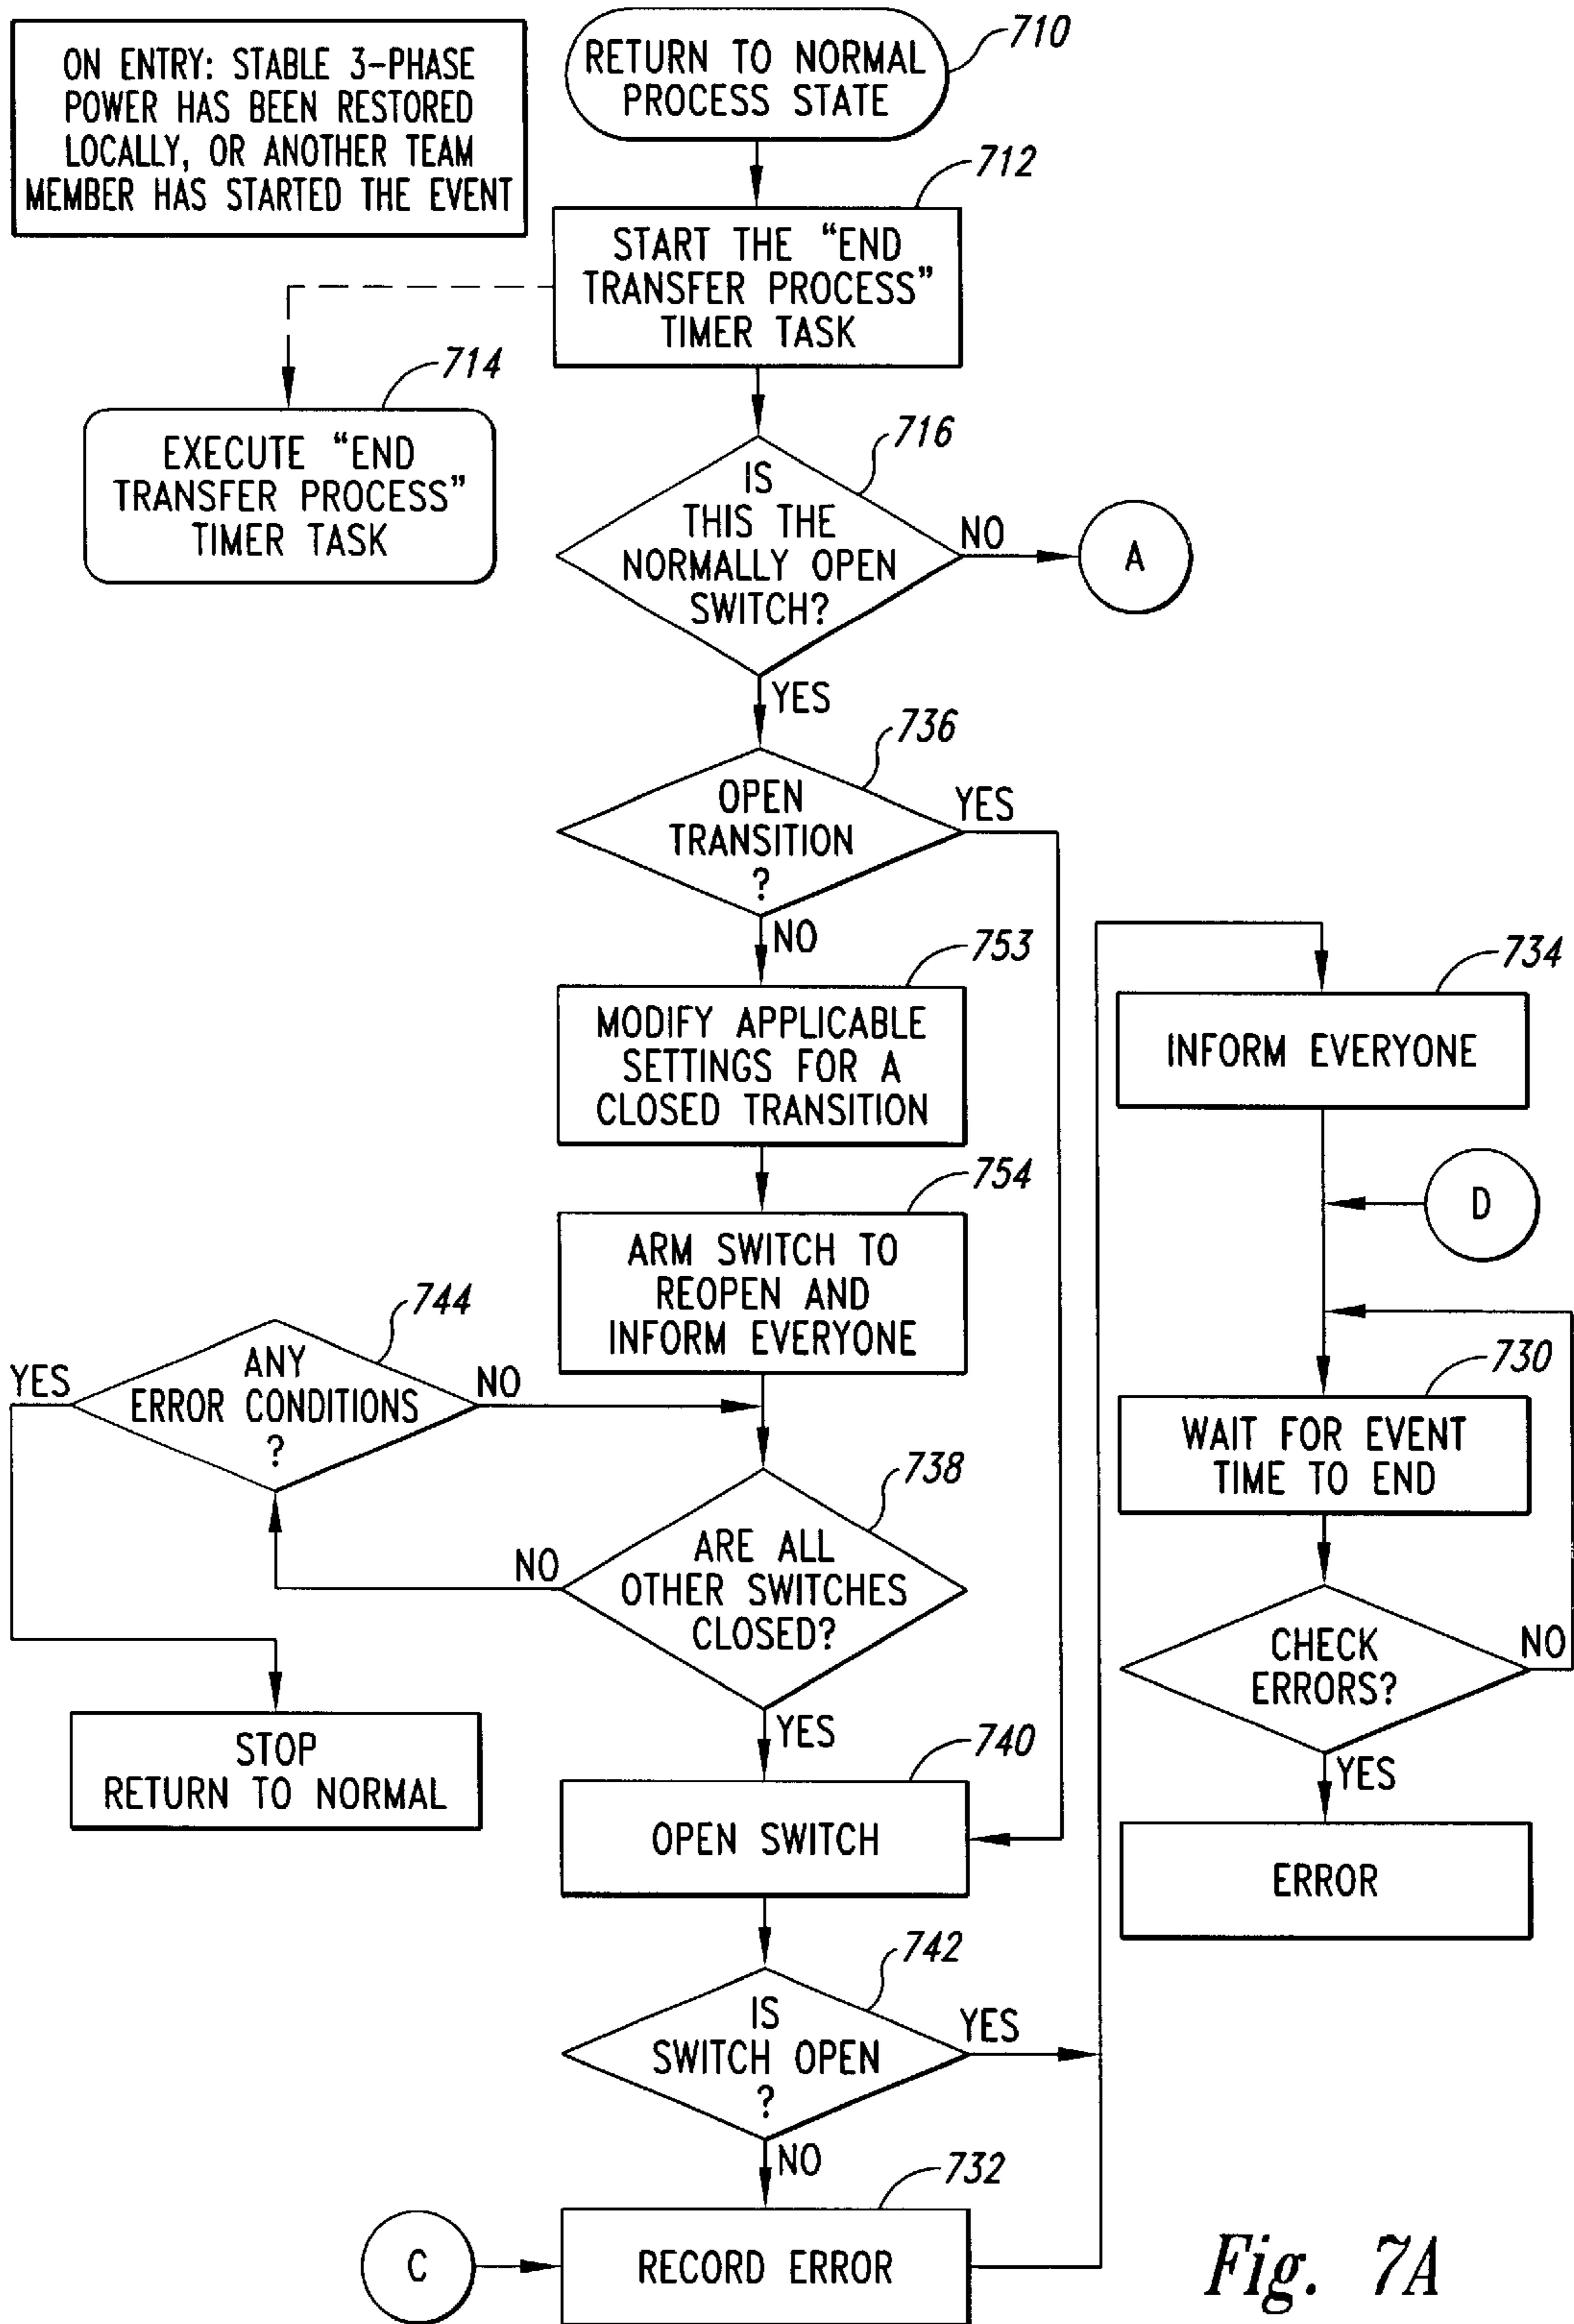 ON ENTRY: STABLE 3-PHASE
POWER HAS BEEN RESTORED
LOCALLY, OR ANOTHER TEAM
MEMBER HAS STARTED THE EVENT
RETURN TO NORMAL
PROCESS STATE
710
712
START THE “END
TRANSFER PROCESS”
TIMER TASK
714
EXECUTE “END
TRANSFER PROCESS”
TIMER TASK
716
IS
THIS THE
NORMALLY OPEN
SWITCH?
NO
A
YES
736
OPEN
TRANSITION
?
YES
NO
753
MODIFY APPLICABLE
SETTINGS FOR A
CLOSED TRANSITION
754
ARM SWITCH TO
REOPEN AND
INFORM EVERYONE
744
ANY
ERROR CONDITIONS
?
YES
NO
738
ARE ALL
OTHER SWITCHES
CLOSED?
NO
YES
STOP
RETURN TO NORMAL
740
OPEN SWITCH
742
IS
SWITCH OPEN
?
YES
NO
732
C
RECORD ERROR
734
INFORM EVERYONE
D
730
WAIT FOR EVENT
TIME TO END
CHECK
ERRORS?
NO
YES
ERROR
Fig. 7A